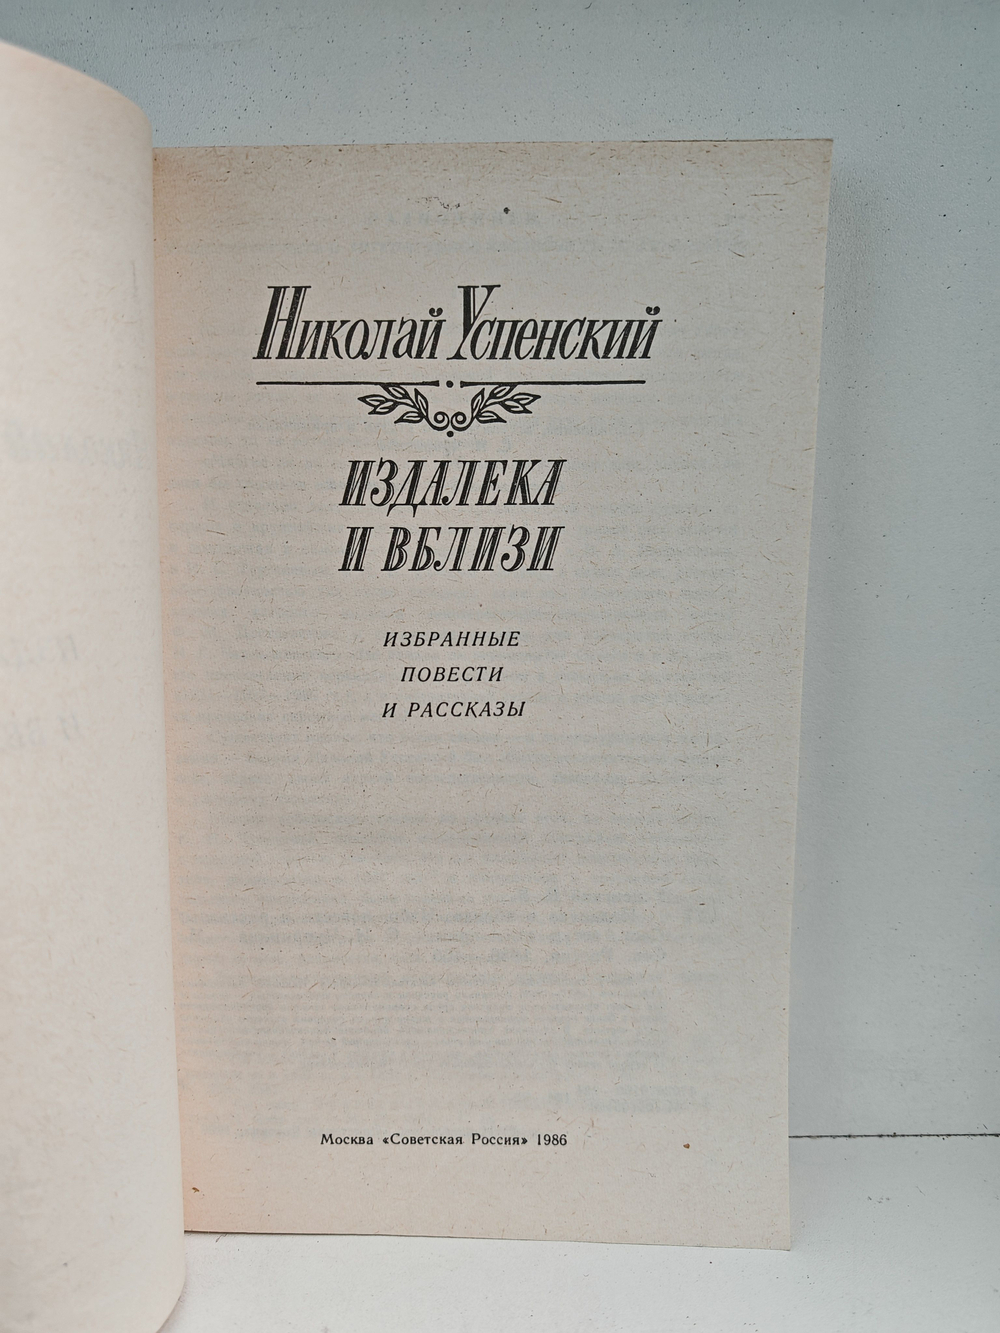 Николай Успенский
ИЗДАЛЕКА
И ВБЛИЗИ
ИЗБРАННЫЕ
ПОВЕСТИ
И РАССКАЗЫ
Москва «Советская Россия» 1986